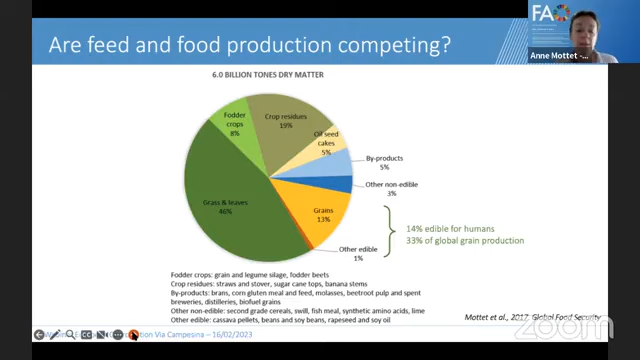 FAO
Are feed and food production competing?
Anne Mottet -...
6.0 BILLION TONES DRY MATTER
Fodder
crops
8%
Crop residues
19%
Oil seed
cakes
5%
By-products
5%
Other non-edible
3%
Grass & leaves
46%
Grains
13%
Other edible
1%
14% edible for humans
33% of global grain production
Fodder crops: grain and legume silage, fodder beets
Crop residues: straws and stover, sugar cane tops, banana stems
By-products: brans, corn gluten meal and feed, molasses, beetroot pulp and spent
breweries, distilleries, biofuel grains
Other non-edible: second grade cereals, swill, fish meal, synthetic amino acids, lime
Other edible: cassava pellets, beans and soy beans, rapeseed and soy oil
Mottet et al., 2017. Global Food Security
Via Campesina – 16/02/2023
zoom